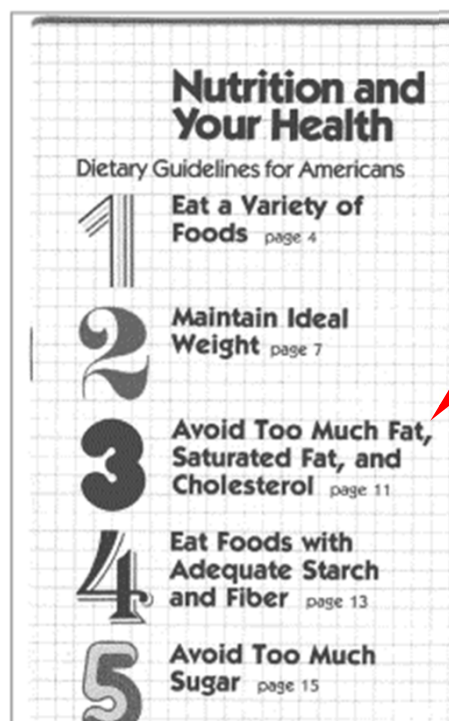 Nutrition and
Your Health
Dietary Guidelines for Americans
1 Eat a Variety of
Foods page 4
2 Maintain Ideal
Weight page 7
3 Avoid Too Much Fat,
Saturated Fat, and
Cholesterol page 11
4 Eat Foods with
Adequate Starch
and Fiber page 13
5 Avoid Too Much
Sugar page 15